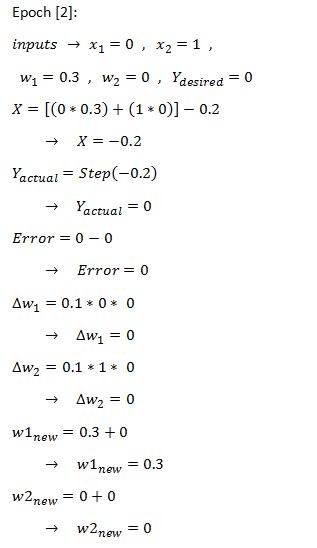 Epoch [2]:
inputs → x₁ = 0 , x₂ = 1 ,
w₁ = 0.3 , w₂ = 0 , Y_desired = 0
X = [(0 * 0.3) + (1 * 0)] − 0.2
→ X = −0.2
Y_actual = Step(−0.2)
→ Y_actual = 0
Error = 0 − 0
→ Error = 0
Δw₁ = 0.1 * 0 * 0
→ Δw₁ = 0
Δw₂ = 0.1 * 1 * 0
→ Δw₂ = 0
w1_new = 0.3 + 0
→ w1_new = 0.3
w2_new = 0 + 0
→ w2_new = 0